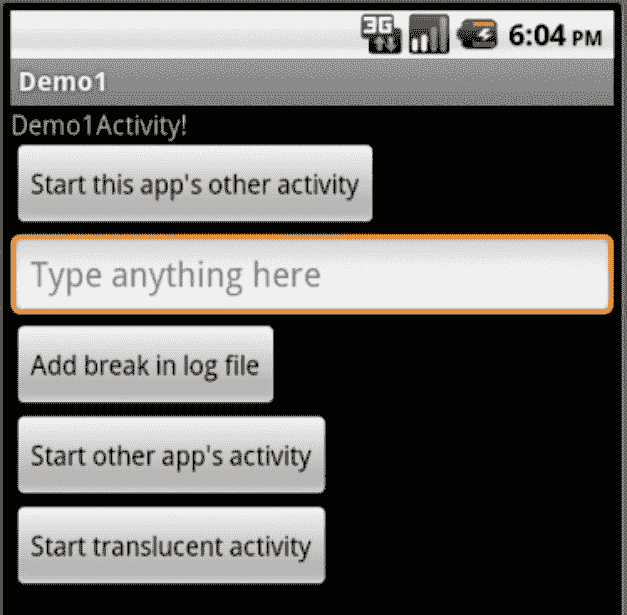 3G 6:04 PM
Demo1
Demo1Activity!
Start this app's other activity
Type anything here
Add break in log file
Start other app's activity
Start translucent activity